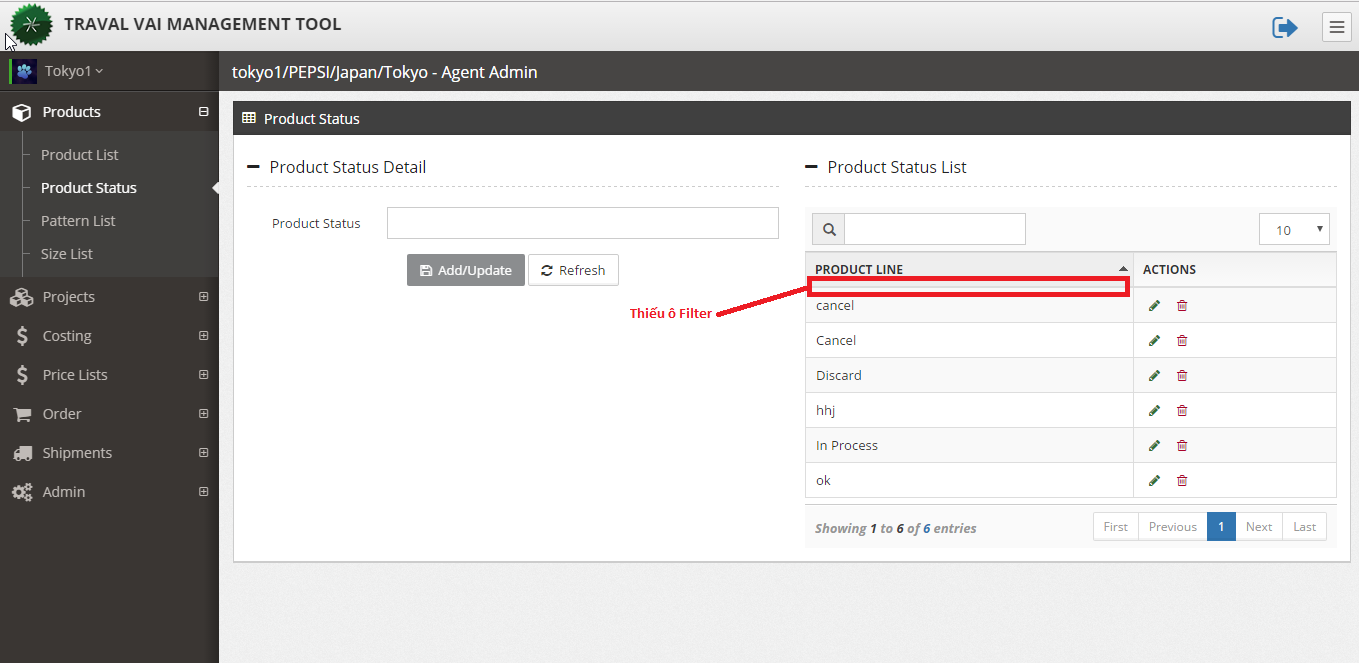 TRAVAL VAI MANAGEMENT TOOL
Tokyo1
tokyo1/PEPSI/Japan/Tokyo - Agent Admin
Products
Product List
Product Status
Pattern List
Size List
Projects
Costing
Price Lists
Order
Shipments
Admin
Product Status
Product Status Detail
Product Status
Add/Update
Refresh
Thiếu ô Filter
Product Status List
10
PRODUCT LINE
ACTIONS
cancel
Cancel
Discard
hhj
In Process
ok
Showing 1 to 6 of 6 entries
First
Previous
1
Next
Last